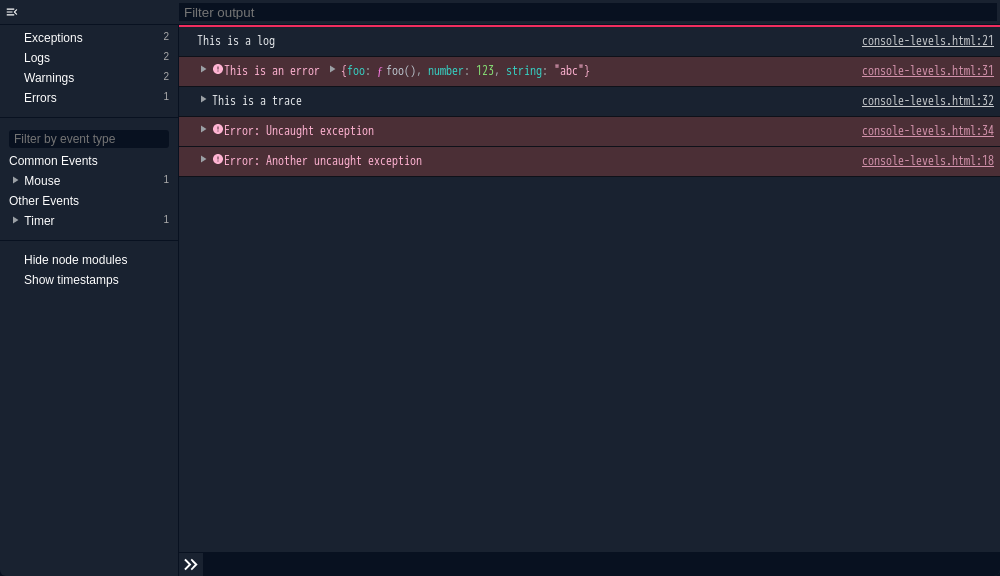 Filter output
Exceptions 2
Logs 2
Warnings 2
Errors 1
Filter by event type
Common Events
Mouse 1
Other Events
Timer 1
Hide node modules
Show timestamps
This is a log console-levels.html:21
This is an error {foo: ƒ foo(), number: 123, string: "abc"} console-levels.html:31
This is a trace console-levels.html:32
Error: Uncaught exception console-levels.html:34
Error: Another uncaught exception console-levels.html:18